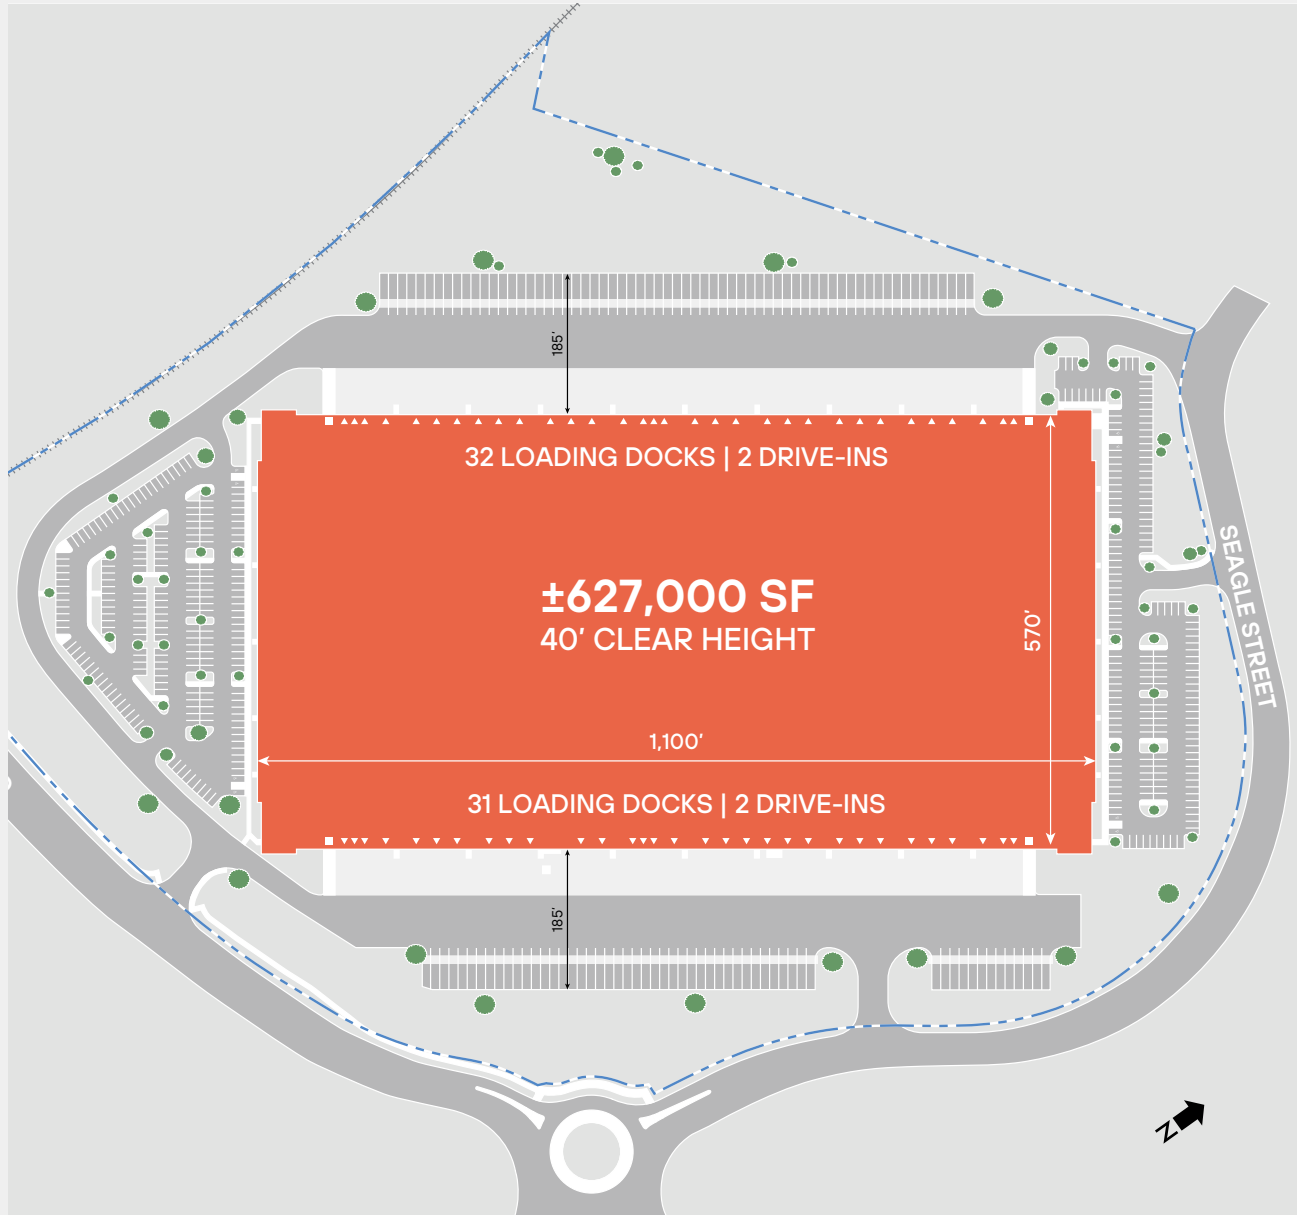 185′
32 LOADING DOCKS | 2 DRIVE-INS
±627,000 SF
40′ CLEAR HEIGHT
570′
SEAGLE STREET
1,100′
31 LOADING DOCKS | 2 DRIVE-INS
185′
N